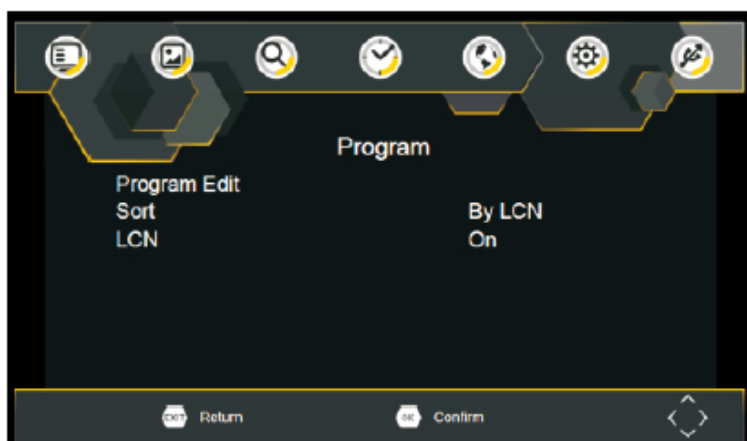 Program
Program Edit
Sort By LCN
LCN On
EXIT Return OK Confirm